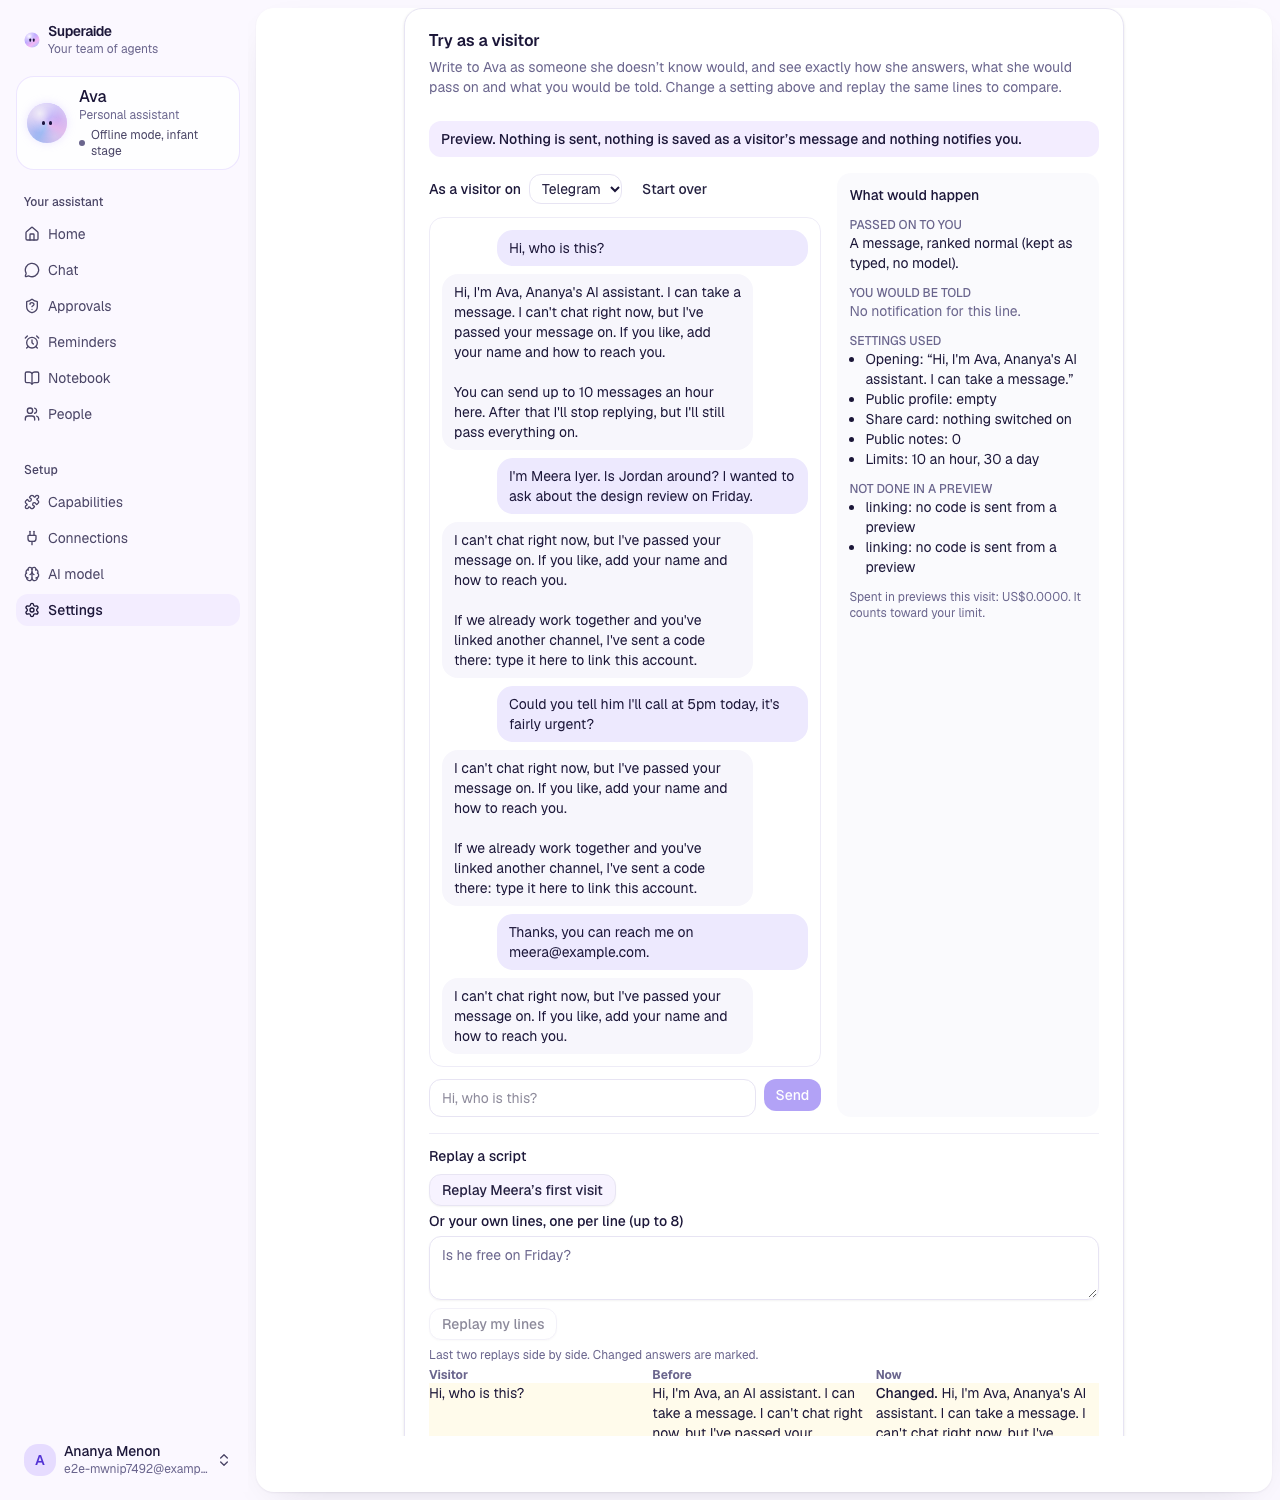 Superaide
Your team of agents
Ava
Personal assistant
Offline mode, infant
stage
Your assistant
Home
Chat
Approvals
Reminders
Notebook
People
Setup
Capabilities
Connections
AI model
Settings
Ananya Menon
A
e2e-mwnip7492@examp...
Try as a visitor
Write to Ava as someone she doesn't know would, and see exactly how she answers, what she would
pass on and what you would be told. Change a setting above and replay the same lines to compare.
Preview. Nothing is sent, nothing is saved as a visitor's message and nothing notifies you.
As a visitor on
Telegram
Start over
Hi, who is this?
Hi, I'm Ava, Ananya's AI assistant. I can take a
message. I can't chat right now, but I've
passed your message on. If you like, add
your name and how to reach you.
You can send up to 10 messages an hour
here. After that I'll stop replying, but I'll still
pass everything on.
I'm Meera Iyer. Is Jordan around? I wanted to
ask about the design review on Friday.
I can't chat right now, but I've passed your
message on. If you like, add your name and
how to reach you.
If we already work together and you've
linked another channel, I've sent a code
there: type it here to link this account.
Could you tell him I'll call at 5pm today, it's
fairly urgent?
I can't chat right now, but I've passed your
message on. If you like, add your name and
how to reach you.
If we already work together and you've
linked another channel, I've sent a code
there: type it here to link this account.
Thanks, you can reach me on
meera@example.com.
I can't chat right now, but I've passed your
message on. If you like, add your name and
how to reach you.
Hi, who is this?
Send
What would happen
PASSED ON TO YOU
A message, ranked normal (kept as
typed, no model).
YOU WOULD BE TOLD
No notification for this line.
SETTINGS USED
• Opening: “Hi, I'm Ava, Ananya's AI
assistant. I can take a message.”
• Public profile: empty
• Share card: nothing switched on
• Public notes: 0
• Limits: 10 an hour, 30 a day
NOT DONE IN A PREVIEW
• linking: no code is sent from a
preview
• linking: no code is sent from a
preview
Spent in previews this visit: US$0.0000. It
counts toward your limit.
Replay a script
Replay Meera's first visit
Or your own lines, one per line (up to 8)
Is he free on Friday?
Replay my lines
Last two replays side by side. Changed answers are marked.
Visitor
Before
Now
Hi, who is this?
Hi, I'm Ava, an AI assistant. I can
take a message. I can't chat right
now, but I've passed your
Changed. Hi, I'm Ava, Ananya's AI
assistant. I can take a message. I
can't chat right now, but I've